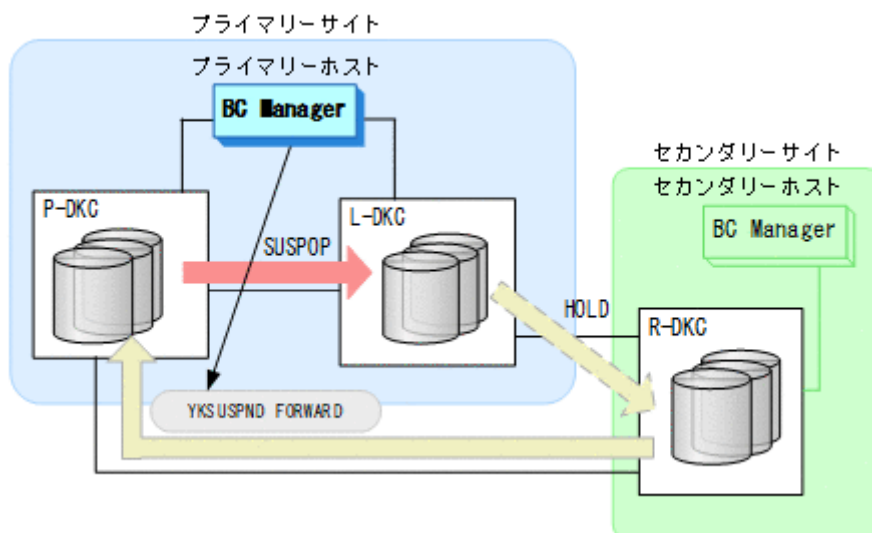 プライマリーサイト
プライマリーホスト
BC Manager
セカンダリーサイト
セカンダリーホスト
P-DKC
L-DKC
BC Manager
SUSPOP
HOLD
R-DKC
YKSUSPND FORWARD